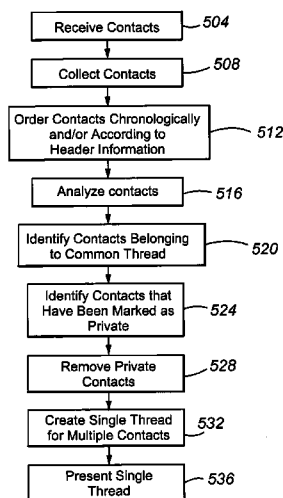 Receive Contacts
504
Collect Contacts
508
Order Contacts Chronologically
and/or According to
Header Information
512
Analyze contacts
516
Identify Contacts Belonging
to Common Thread
520
Identify Contacts that
Have Been Marked as
Private
524
Remove Private
Contacts
528
Create Single Thread
for Multiple Contacts
532
Present Single
Thread
536